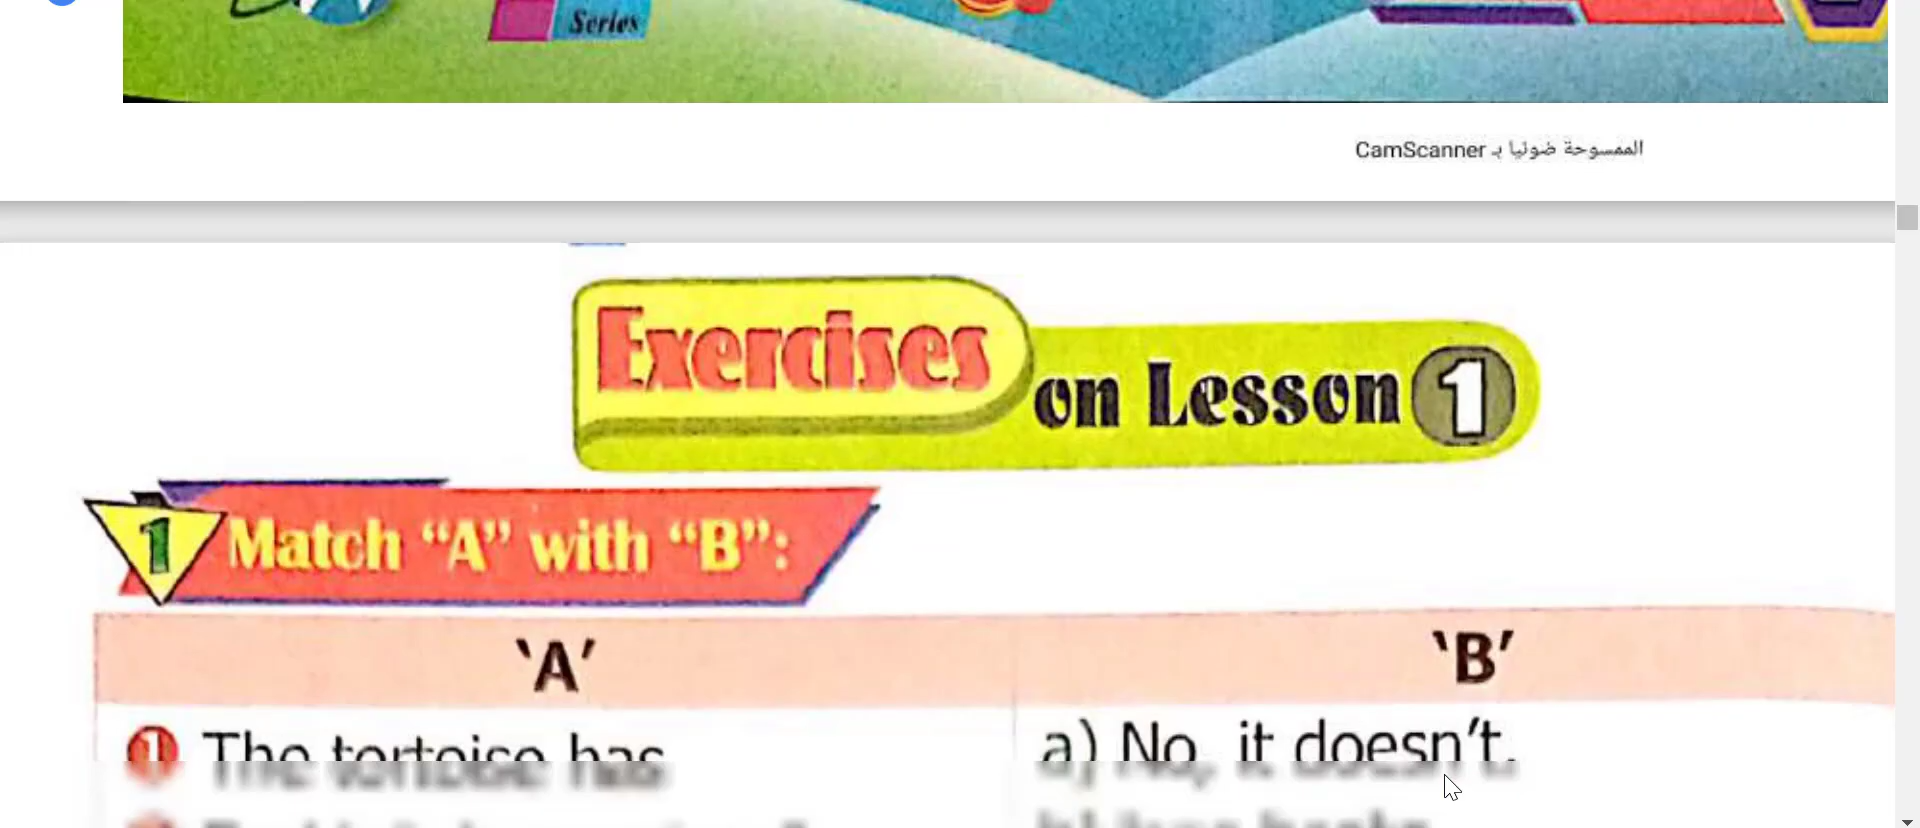 Series
الممسوحة ضوئيا بـ CamScanner
Exercises on Lesson 1
1 Match “A” with “B”:
‘A’ ‘B’
1 The tortoise has a) No, it doesn’t.